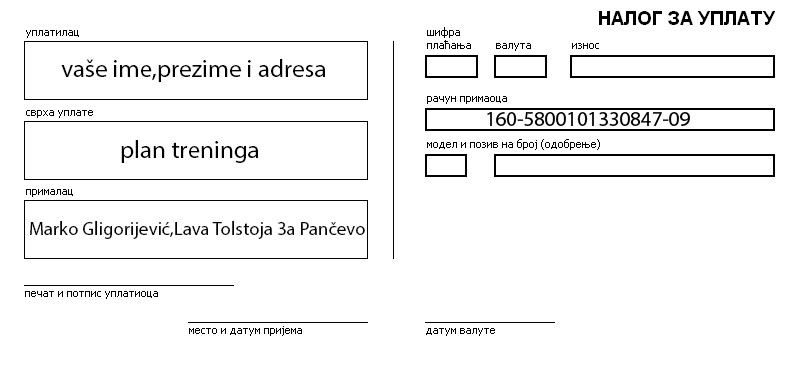 НАЛОГ ЗА УПЛАТУ
уплатилац
vaše ime,prezime i adresa
сврха уплате
plan treninga
прималац
Marko Gligorijević,Lava Tolstoja 3a Pančevo
печат и потпис уплатиоца
место и датум пријема
шифра
плаћања
валута
износ
рачун примаоца
160-5800101330847-09
модел и позив на број (одобрење)
датум валуте